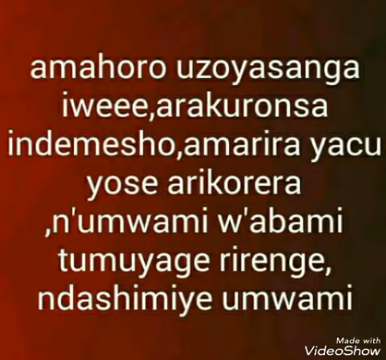 amahoro uzoyasanga
iweee,arakuronsa
indemesho,amarira yacu
yose arikorera
,n'umwami w'abami
tumuyage rirenge,
ndashimiye umwami
Made with
VideoShow